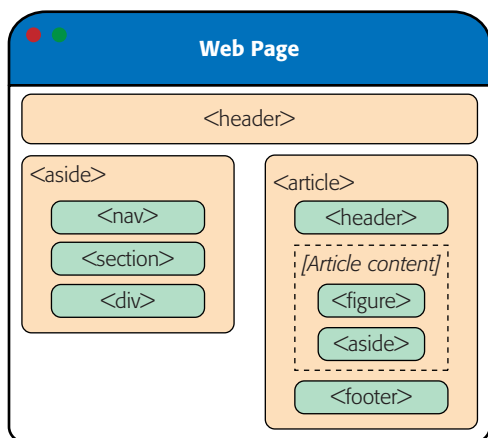 Web Page
<header>
<aside>
<nav>
<section>
<div>
<article>
<header>
[Article content]
<figure>
<aside>
<footer>